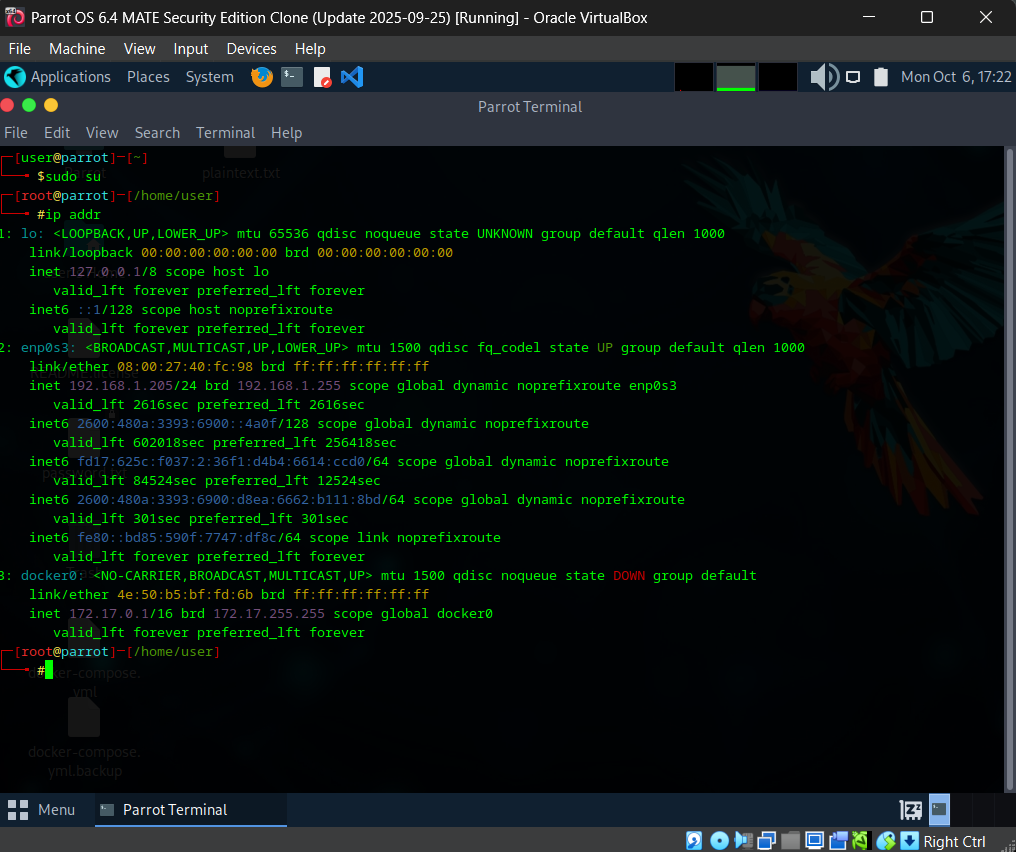 Parrot OS 6.4 MATE Security Edition Clone (Update 2025-09-25) [Running] - Oracle VirtualBox
File Machine View Input Devices Help
Applications Places System Mon Oct 6, 17:22
Parrot Terminal
File Edit View Search Terminal Help
[user@parrot]-[~]
$sudo su
plaintext.txt
[root@parrot]-[/home/user]
#ip addr
1: lo: <LOOPBACK,UP,LOWER_UP> mtu 65536 qdisc noqueue state UNKNOWN group default qlen 1000
link/loopback 00:00:00:00:00:00 brd 00:00:00:00:00:00
inet 127.0.0.1/8 scope host lo
valid_lft forever preferred_lft forever
inet6 ::1/128 scope host noprefixroute
valid_lft forever preferred_lft forever
2: enp0s3: <BROADCAST,MULTICAST,UP,LOWER_UP> mtu 1500 qdisc fq_codel state UP group default qlen 1000
link/ether 08:00:27:40:fc:98 brd ff:ff:ff:ff:ff:ff
inet 192.168.1.205/24 brd 192.168.1.255 scope global dynamic noprefixroute enp0s3
valid_lft 2616sec preferred_lft 2616sec
inet6 2600:480a:3393:6900::4a0f/128 scope global dynamic noprefixroute
valid_lft 602018sec preferred_lft 256418sec
inet6 fd17:625c:f037:2:36f1:d4b4:6614:ccd0/64 scope global dynamic noprefixroute
valid_lft 84524sec preferred_lft 12524sec
inet6 2600:480a:3393:6900:d8ea:6662:b111:8bd/64 scope global dynamic noprefixroute
valid_lft 301sec preferred_lft 301sec
inet6 fe80::bd85:590f:7747:df8c/64 scope link noprefixroute
valid_lft forever preferred_lft forever
3: docker0: <NO-CARRIER,BROADCAST,MULTICAST,UP> mtu 1500 qdisc noqueue state DOWN group default
link/ether 4e:50:b5:bf:fd:6b brd ff:ff:ff:ff:ff:ff
inet 172.17.0.1/16 brd 172.17.255.255 scope global docker0
valid_lft forever preferred_lft forever
[root@parrot]-[/home/user]
#
docker-compose.
yml
docker-compose.
yml.backup
Menu Parrot Terminal
Right Ctrl